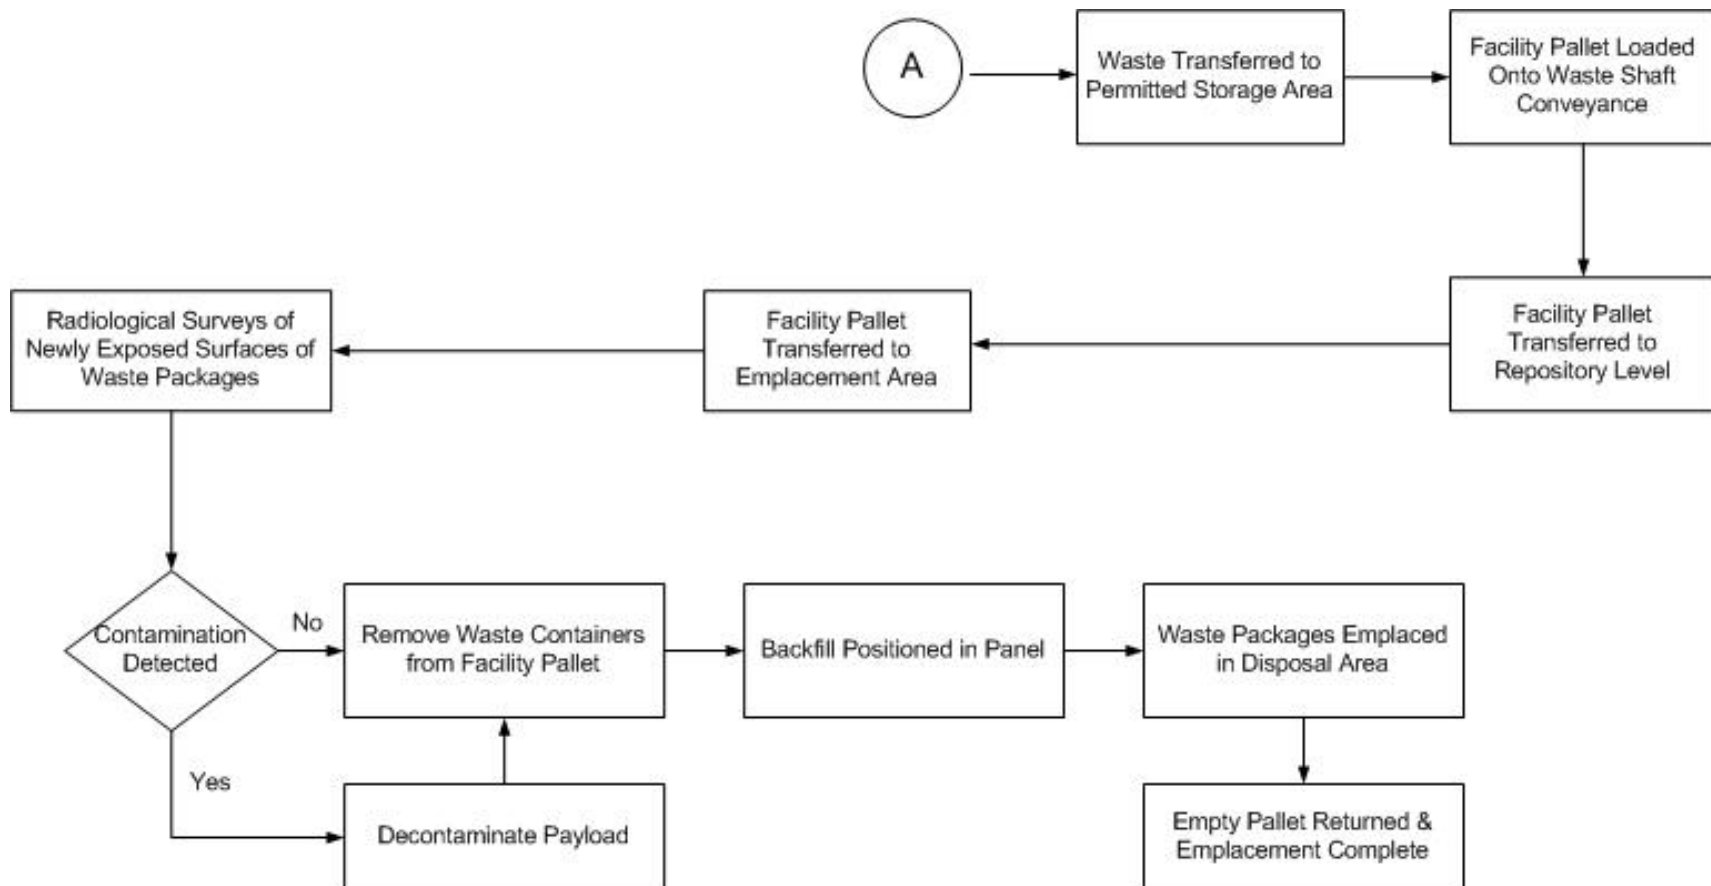 A
Waste Transferred to
Permitted Storage Area
Facility Pallet Loaded
Onto Waste Shaft
Conveyance
Facility Pallet
Transferred to
Repository Level
Facility Pallet
Transferred to
Emplacement Area
Radiological Surveys of
Newly Exposed Surfaces of
Waste Packages
Contamination
Detected
No
Remove Waste Containers
from Facility Pallet
Backfill Positioned in Panel
Waste Packages Emplaced
in Disposal Area
Yes
Decontaminate Payload
Empty Pallet Returned &
Emplacement Complete